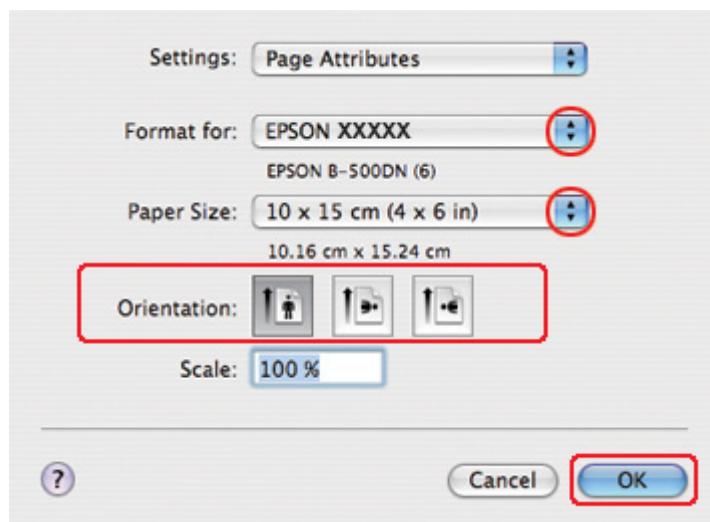 Settings: Page Attributes
Format for: EPSON XXXXX
EPSON B-500DN (6)
Paper Size: 10 x 15 cm (4 x 6 in)
10.16 cm x 15.24 cm
Orientation:
Scale: 100 %
? Cancel OK